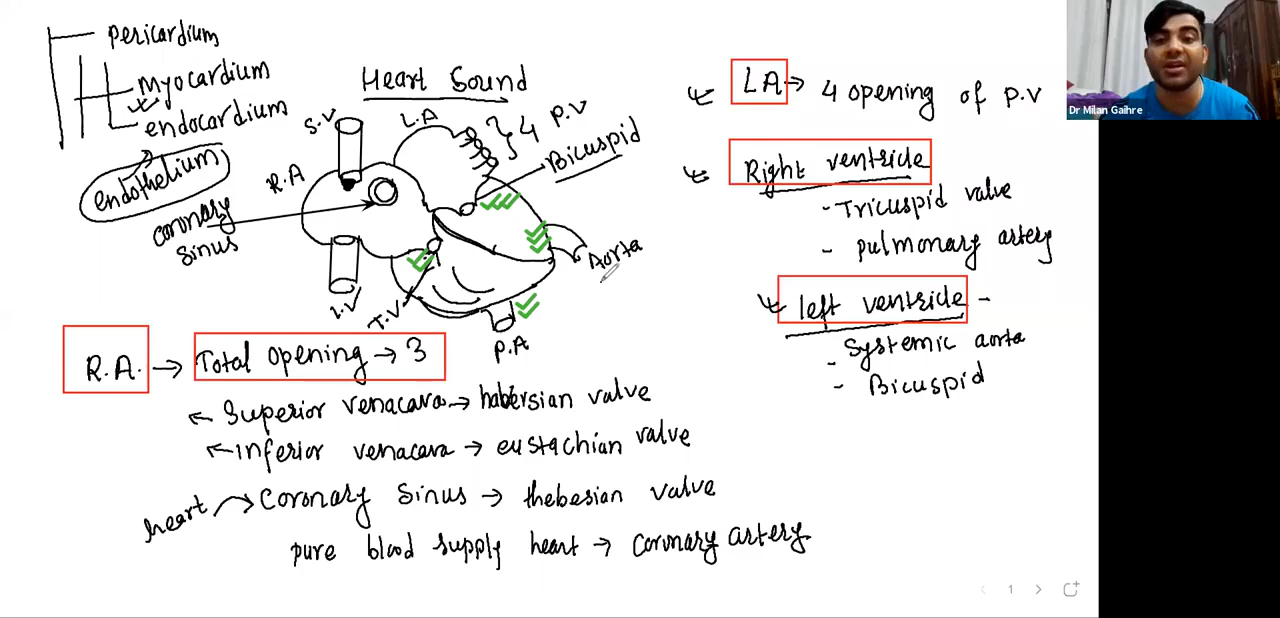 pericardium
myocardium
endocardium
endothelium
coronary
sinus
Heart Sound
S.V
L.A
4 P.V
R.A
Bicuspid
Aorta
I.V
T.V
P.A
R.A. → Total opening → 3
Superior venacava → habersian valve
inferior venacava → eustachian valve
heart → coronary sinus → thebesian valve
pure blood supply heart → coronary artery
LA → 4 opening of P.V
Right ventricle
- Tricuspid valve
- pulmonary artery
left ventricle -
- Systemic aorta
- Bicuspid
Dr Milan Gaihre
1